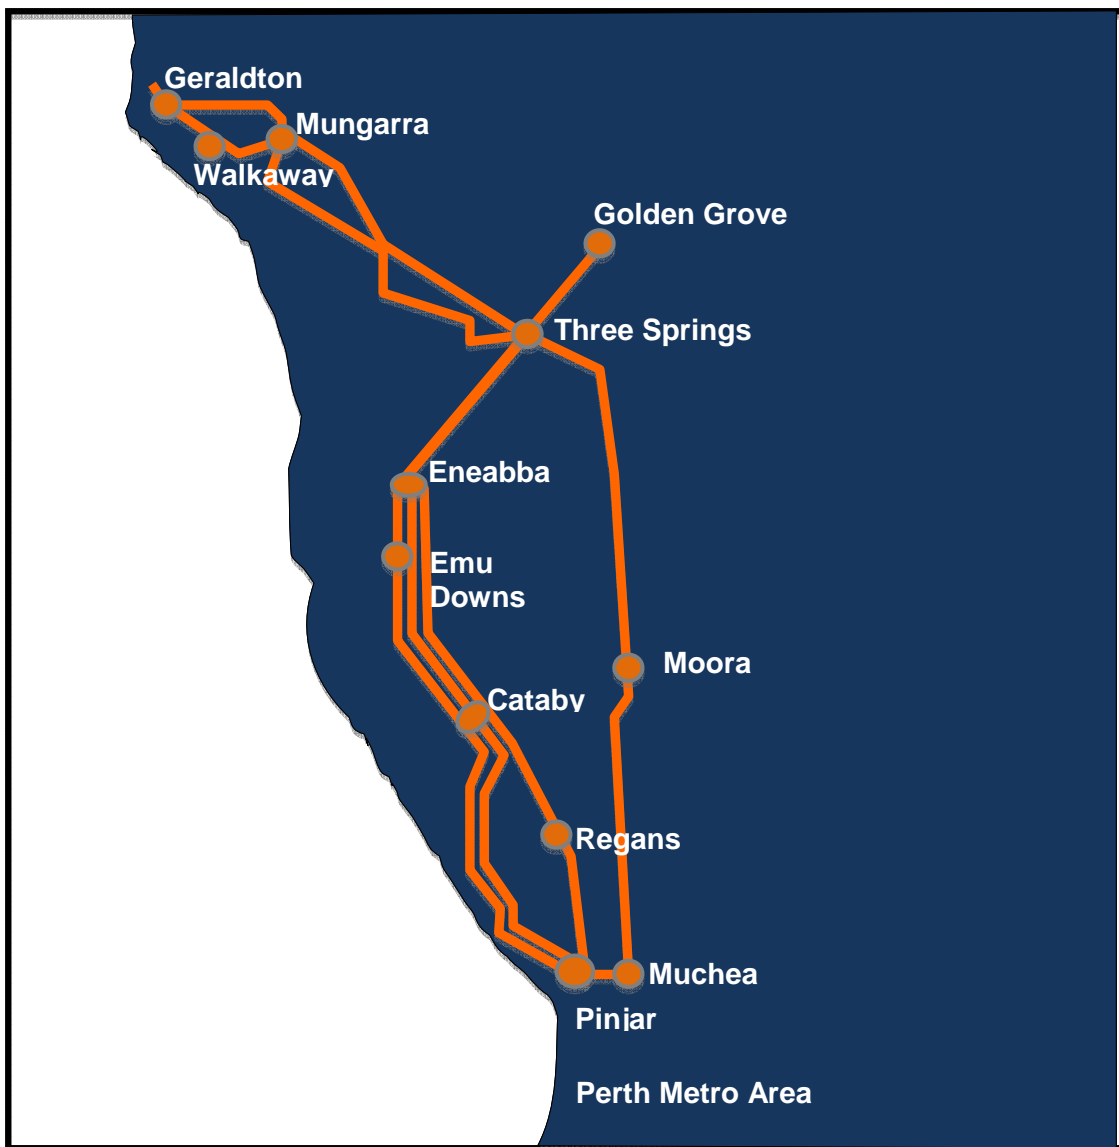 Geraldton
Mungarra
Walkaway
Golden Grove
Three Springs
Eneabba
Emu
Downs
Moora
Cataby
Regans
Muchea
Pinjar
Perth Metro Area